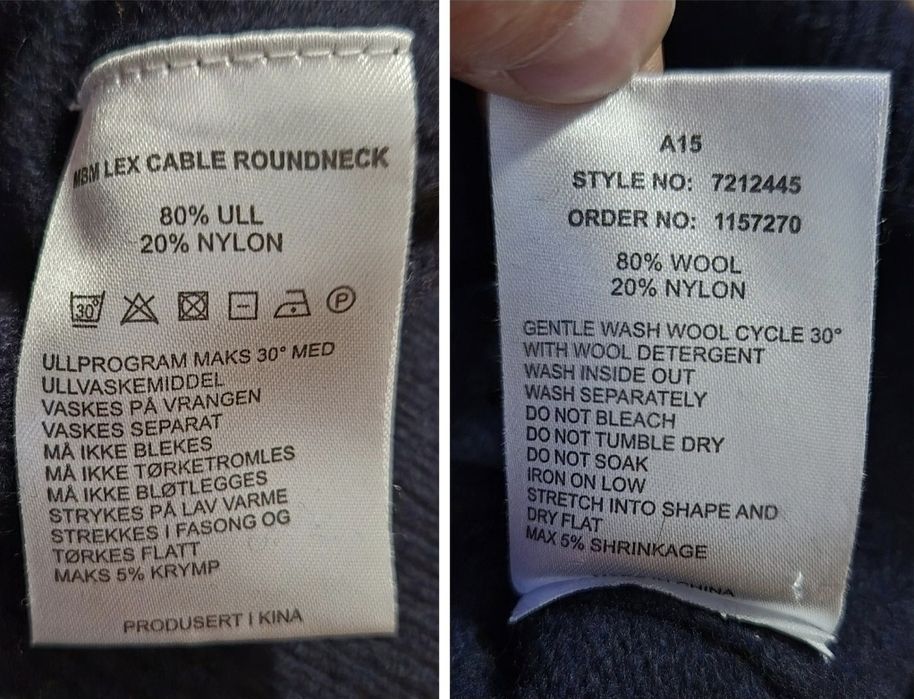 MBM LEX CABLE ROUNDNECK
80% ULL
20% NYLON
30°
P
ULLPROGRAM MAKS 30° MED
ULLVASKEMIDDEL
VASKES PÅ VRANGEN
VASKES SEPARAT
MÅ IKKE BLEKES
MÅ IKKE TØRKETROMLES
MÅ IKKE BLØTLEGGES
STRYKES PÅ LAV VARME
STREKKES I FASONG OG
TØRKES FLATT
MAKS 5% KRYMP
PRODUSERT I KINA
A15
STYLE NO: 7212445
ORDER NO: 1157270
80% WOOL
20% NYLON
GENTLE WASH WOOL CYCLE 30°
WITH WOOL DETERGENT
WASH INSIDE OUT
WASH SEPARATELY
DO NOT BLEACH
DO NOT TUMBLE DRY
DO NOT SOAK
IRON ON LOW
STRETCH INTO SHAPE AND
DRY FLAT
MAX 5% SHRINKAGE
CHINA